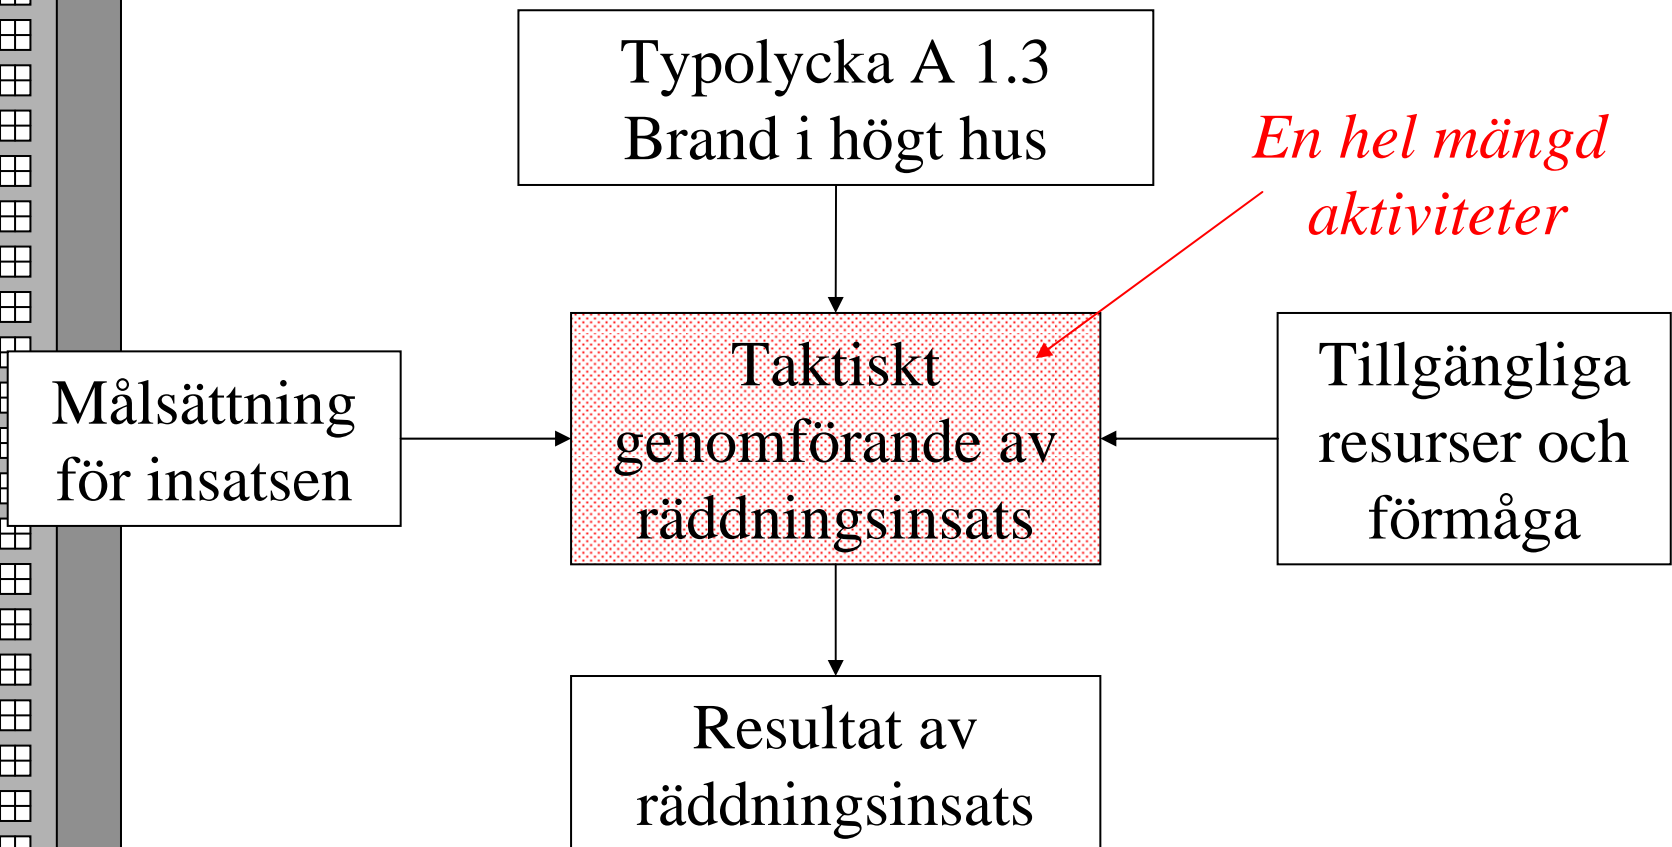 Typolycka A 1.3
Brand i högt hus
En hel mängd
aktiviteter
Målsättning
för insatsen
Taktiskt
genomförande av
räddningsinsats
Tillgängliga
resurser och
förmåga
Resultat av
räddningsinsats